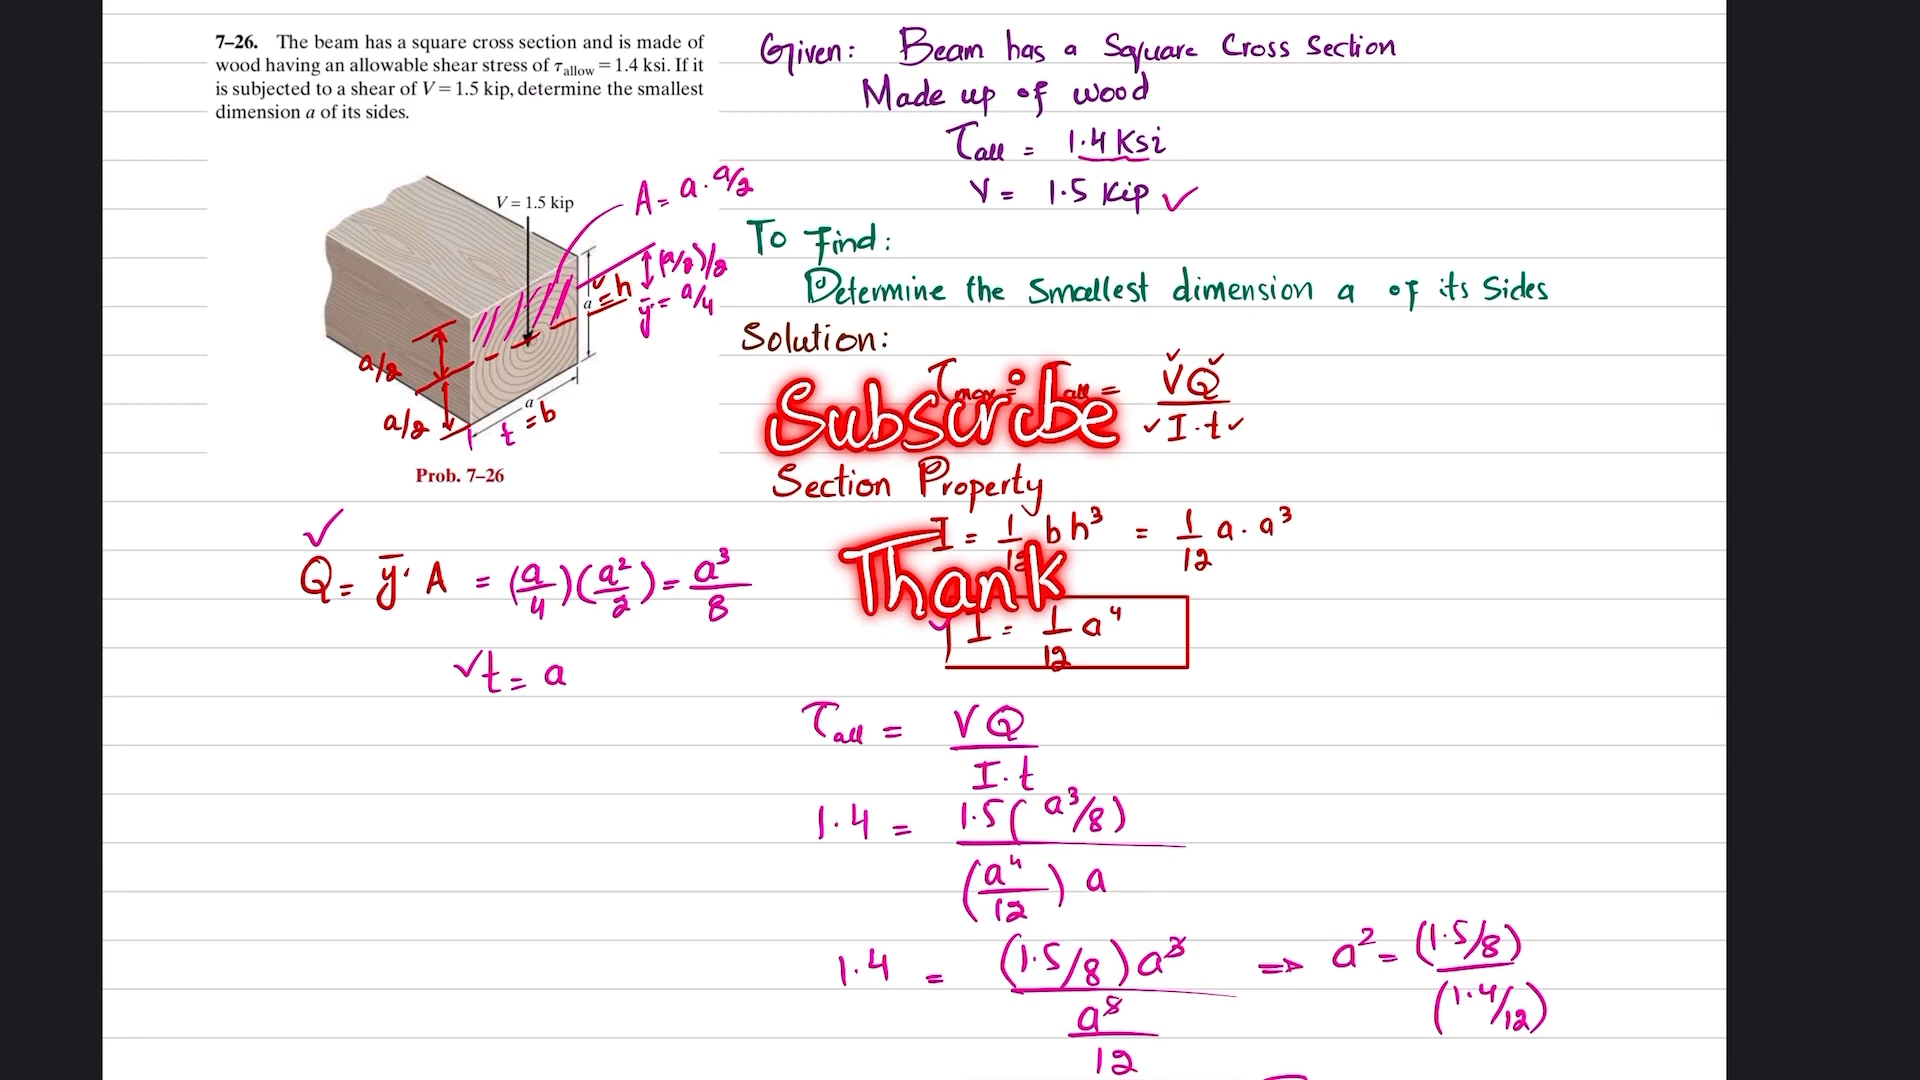 7–26. The beam has a square cross section and is made of
wood having an allowable shear stress of τallow = 1.4 ksi. If it
is subjected to a shear of V = 1.5 kip, determine the smallest
dimension a of its sides.
V = 1.5 kip
A = a · a/2
(a/2)/2
ȳ' = a/4
a = h
a/2
a/2
a
t = b
Prob. 7–26
Q = ȳ' A = (a/4)(a²/2) = a³/8
t = a
Given: Beam has a Square Cross Section
Made up of wood
τall = 1.4 Ksi
V = 1.5 Kip
To Find:
Determine the Smallest dimension a of its Sides
Solution:
VQ / I·t
Subscribe
Section Property
I = 1/12 bh³ = 1/12 a · a³
Thank
I = 1/12 a⁴
τall = VQ / I·t
1.4 = 1.5(a³/8) / (a⁴/12) a
1.4 = (1.5/8) a³ / a⁵/12 => a² = (1.5/8) / (1.4/12)